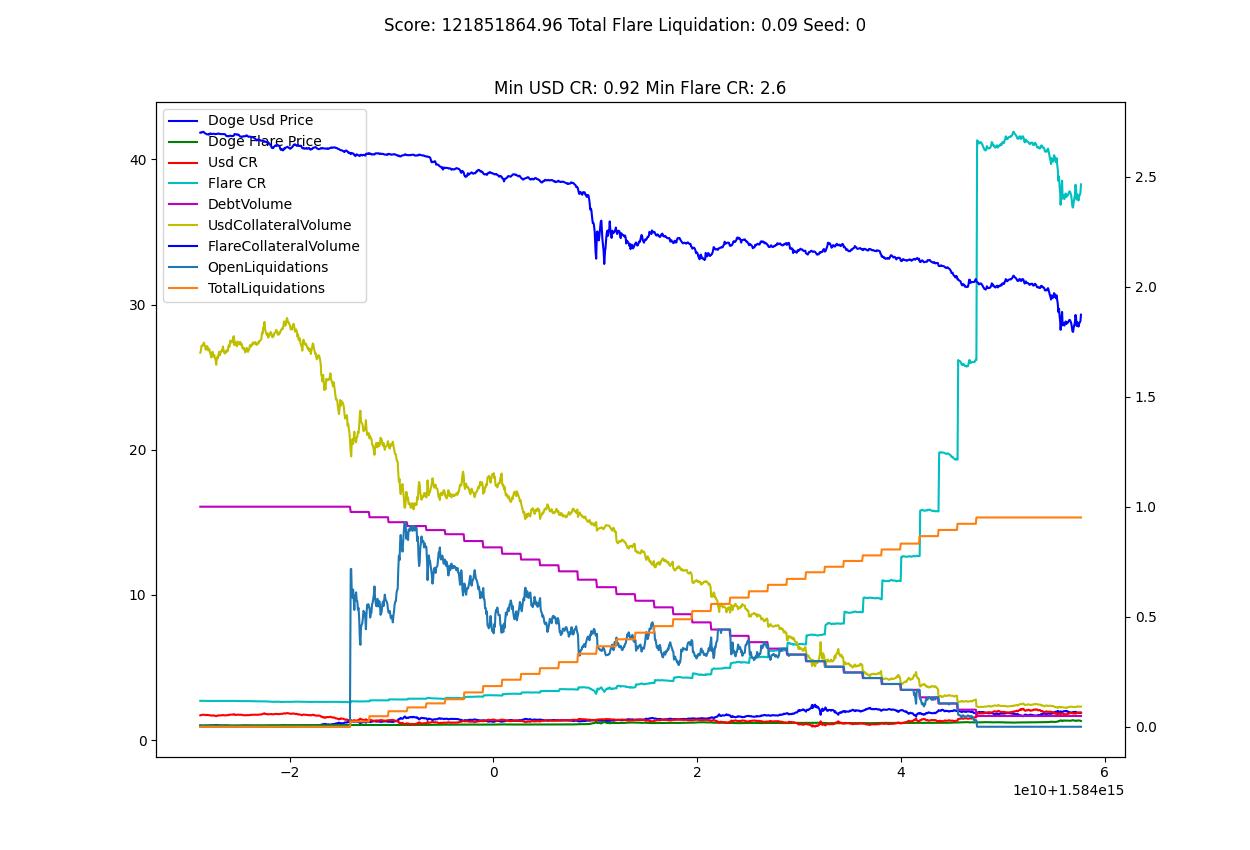 Score: 121851864.96 Total Flare Liquidation: 0.09 Seed: 0
Min USD CR: 0.92 Min Flare CR: 2.6
Doge Usd Price
Doge Flare Price
Usd CR
Flare CR
DebtVolume
UsdCollateralVolume
FlareCollateralVolume
OpenLiquidations
TotalLiquidations
40
30
20
10
0
2.5
2.0
1.5
1.0
0.5
0.0
−2
0
2
4
6
1e10+1.584e15